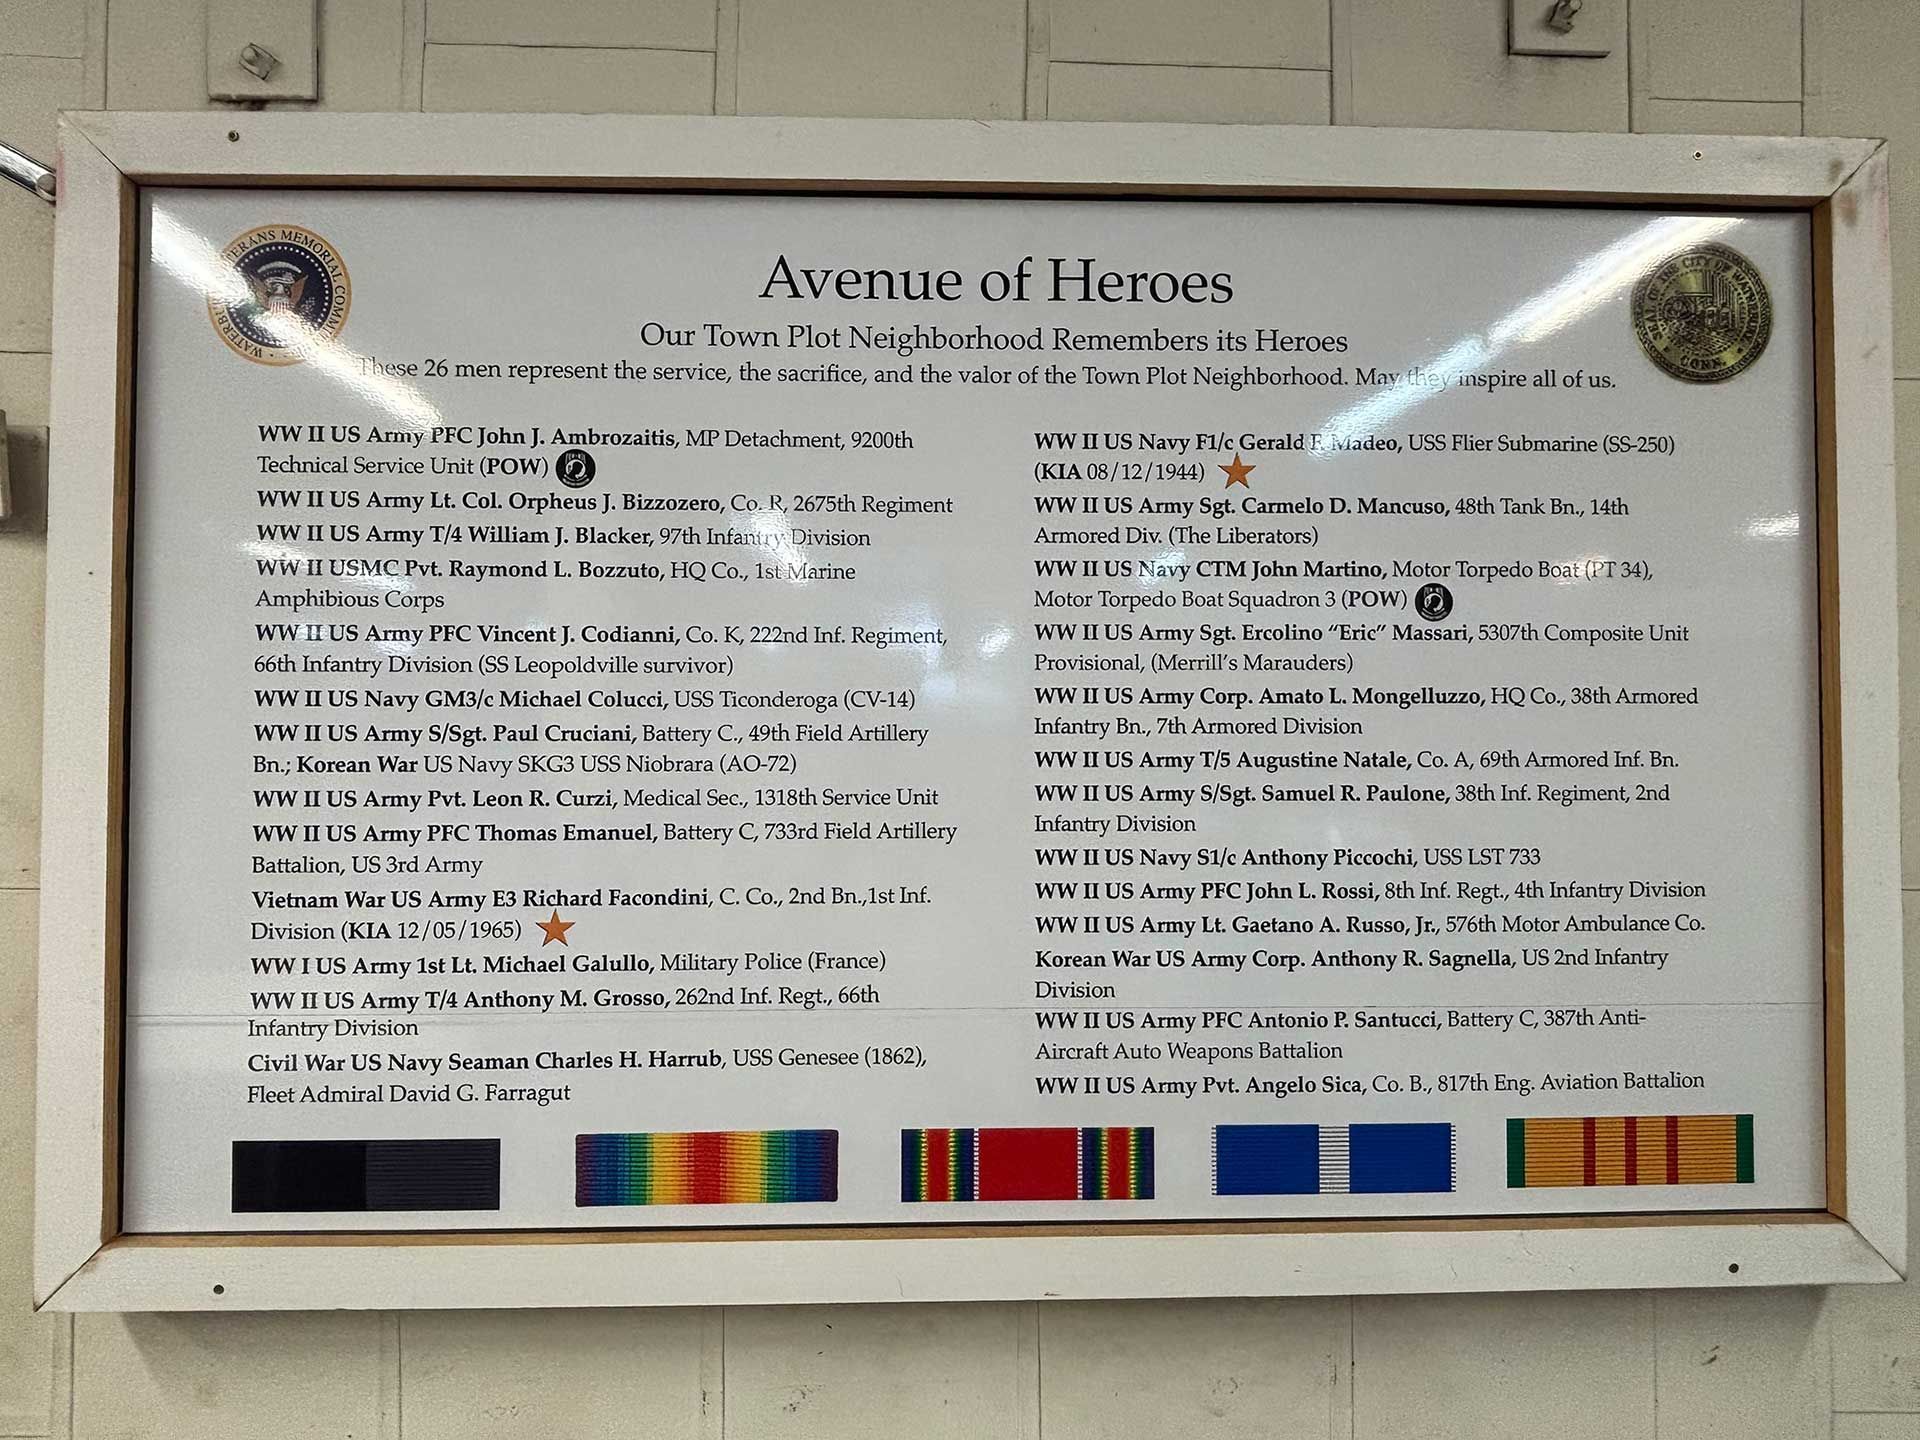 Avenue of Heroes
Our Town Plot Neighborhood Remembers its Heroes
These 26 men represent the service, the sacrifice, and the valor of the Town Plot Neighborhood. May they inspire all of us.
WW II US Army PFC John J. Ambrozaitis, MP Detachment, 9200th
Technical Service Unit (POW)
WW II US Army Lt. Col. Orpheus J. Bizzozero, Co. R, 2675th Regiment
WW II US Army T/4 William J. Blacker, 97th Infantry Division
WW II USMC Pvt. Raymond L. Bozzuto, HQ Co., 1st Marine
Amphibious Corps
WW II US Army PFC Vincent J. Codianni, Co. K, 222nd Inf. Regiment,
66th Infantry Division (SS Leopoldville survivor)
WW II US Navy GM3/c Michael Colucci, USS Ticonderoga (CV-14)
WW II US Army S/Sgt. Paul Cruciani, Battery C., 49th Field Artillery
Bn.; Korean War US Navy SKG3 USS Niobrara (AO-72)
WW II US Army Pvt. Leon R. Curzi, Medical Sec., 1318th Service Unit
WW II US Army PFC Thomas Emanuel, Battery C, 733rd Field Artillery
Battalion, US 3rd Army
Vietnam War US Army E3 Richard Facondini, C. Co., 2nd Bn.,1st Inf.
Division (KIA 12/05/1965)
WW I US Army 1st Lt. Michael Galullo, Military Police (France)
WW II US Army T/4 Anthony M. Grosso, 262nd Inf. Regt., 66th
Infantry Division
Civil War US Navy Seaman Charles H. Harrub, USS Genesee (1862),
Fleet Admiral David G. Farragut
WW II US Navy F1/c Gerald F. Madeo, USS Flier Submarine (SS-250)
(KIA 08/12/1944)
WW II US Army Sgt. Carmelo D. Mancuso, 48th Tank Bn., 14th
Armored Div. (The Liberators)
WW II US Navy CTM John Martino, Motor Torpedo Boat (PT 34),
Motor Torpedo Boat Squadron 3 (POW)
WW II US Army Sgt. Ercolino “Eric” Massari, 5307th Composite Unit
Provisional, (Merrill’s Marauders)
WW II US Army Corp. Amato L. Mongelluzzo, HQ Co., 38th Armored
Infantry Bn., 7th Armored Division
WW II US Army T/5 Augustine Natale, Co. A, 69th Armored Inf. Bn.
WW II US Army S/Sgt. Samuel R. Paulone, 38th Inf. Regiment, 2nd
Infantry Division
WW II US Navy S1/c Anthony Piccochi, USS LST 733
WW II US Army PFC John L. Rossi, 8th Inf. Regt., 4th Infantry Division
WW II US Army Lt. Gaetano A. Russo, Jr., 576th Motor Ambulance Co.
Korean War US Army Corp. Anthony R. Sagnella, US 2nd Infantry
Division
WW II US Army PFC Antonio P. Santucci, Battery C, 387th Anti-
Aircraft Auto Weapons Battalion
WW II US Army Pvt. Angelo Sica, Co. B., 817th Eng. Aviation Battalion
MEMORIAL
SEAL OF THE CITY OF WATERBURY CONN.